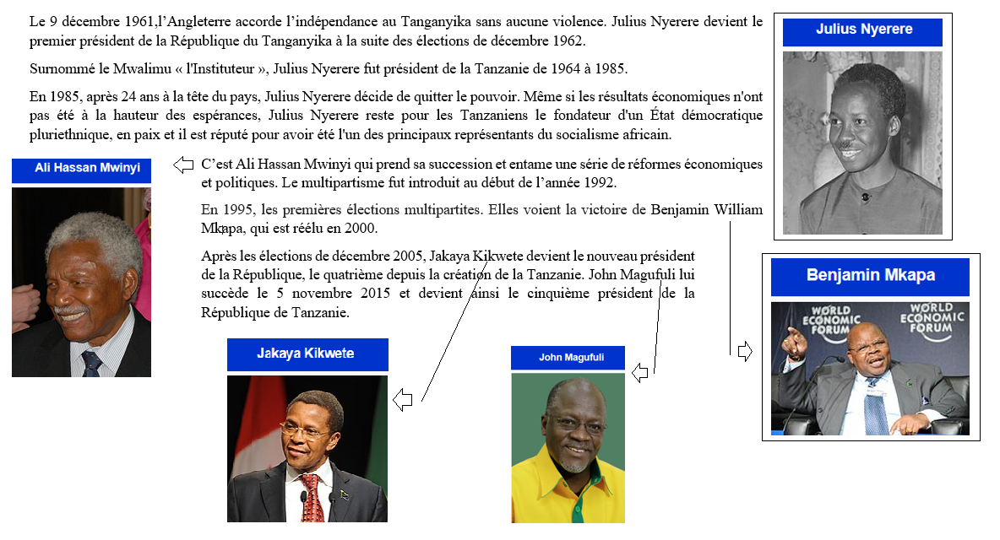 Le 9 décembre 1961,l’Angleterre accorde l’indépendance au Tanganyika sans aucune violence. Julius Nyerere devient le
premier président de la République du Tanganyika à la suite des élections de décembre 1962.
Surnommé le Mwalimu « l'Instituteur », Julius Nyerere fut président de la Tanzanie de 1964 à 1985.
En 1985, après 24 ans à la tête du pays, Julius Nyerere décide de quitter le pouvoir. Même si les résultats économiques n'ont
pas été à la hauteur des espérances, Julius Nyerere reste pour les Tanzaniens le fondateur d'un État démocratique
pluriethnique, en paix et il est réputé pour avoir été l'un des principaux représentants du socialisme africain.
Julius Nyerere
Ali Hassan Mwinyi
C’est Ali Hassan Mwinyi qui prend sa succession et entame une série de réformes économiques
et politiques. Le multipartisme fut introduit au début de l’année 1992.
En 1995, les premières élections multipartites. Elles voient la victoire de Benjamin William
Mkapa, qui est réélu en 2000.
Après les élections de décembre 2005, Jakaya Kikwete devient le nouveau président
de la République, le quatrième depuis la création de la Tanzanie. John Magufuli lui
succède le 5 novembre 2015 et devient ainsi le cinquième président de la
République de Tanzanie.
Benjamin Mkapa
WORLD
ECONOMIC
FORUM
WORLD
ECONOMIC
FORUM
Jakaya Kikwete
John Magufuli